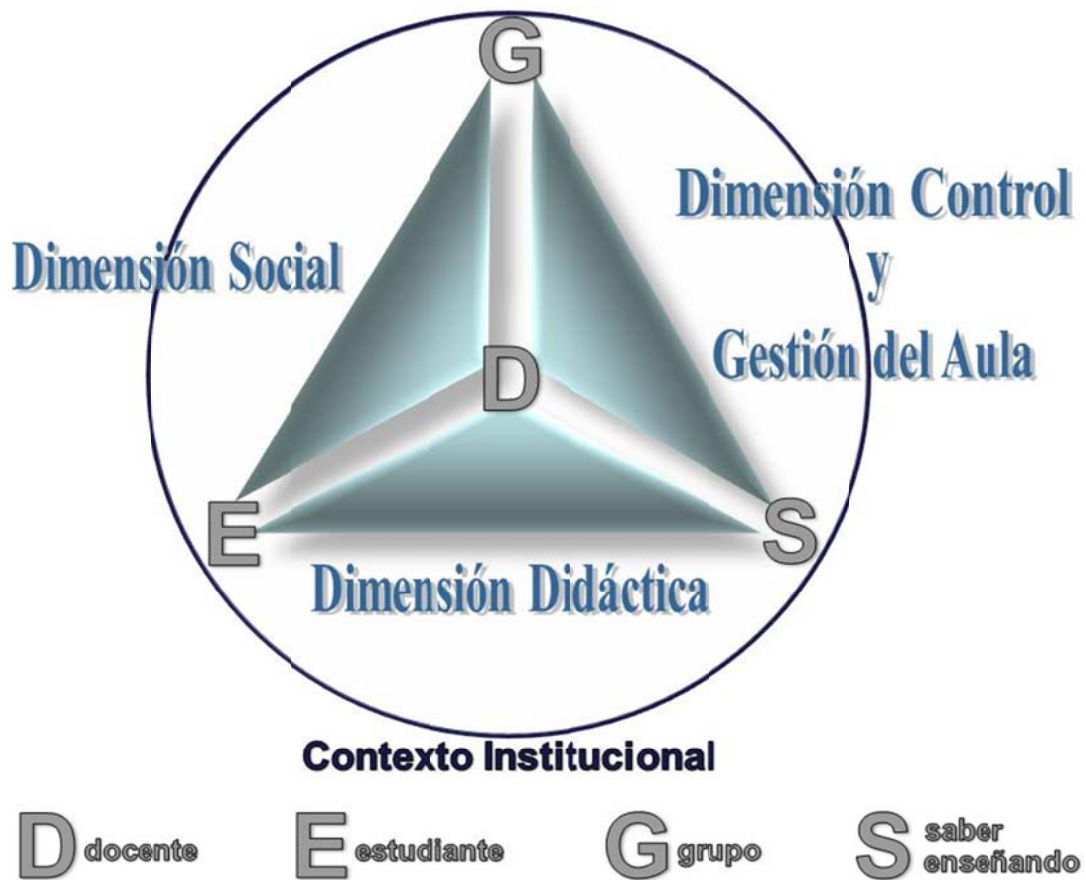 G
Dimensión Control
y
Gestión del Aula
Dimensión Social
D
E
S
Dimensión Didáctica
Contexto Institucional
D docente
E estudiante
G grupo
S saber
enseñando